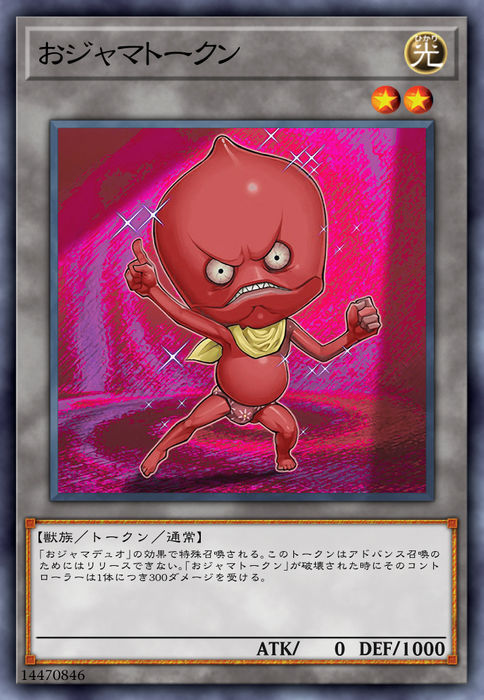 おジャマトークン
ひかり
光
【獣族／トークン／通常】
「おジャマデュオ」の効果で特殊召喚される。このトークンはアドバンス召喚の
ためにはリリースできない。「おジャマトークン」が破壊された時にそのコント
ローラーは1体につき300ダメージを受ける。
ATK/ 0 DEF/1000
14470846